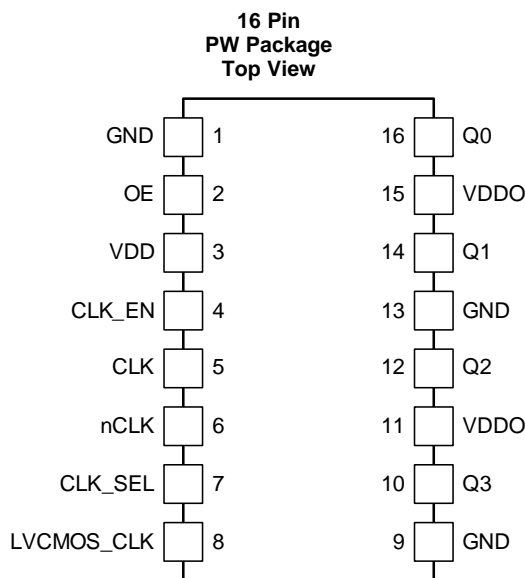 16 Pin
PW Package
Top View
GND 1 16 Q0
OE 2 15 VDDO
VDD 3 14 Q1
CLK_EN 4 13 GND
CLK 5 12 Q2
nCLK 6 11 VDDO
CLK_SEL 7 10 Q3
LVCMOS_CLK 8 9 GND